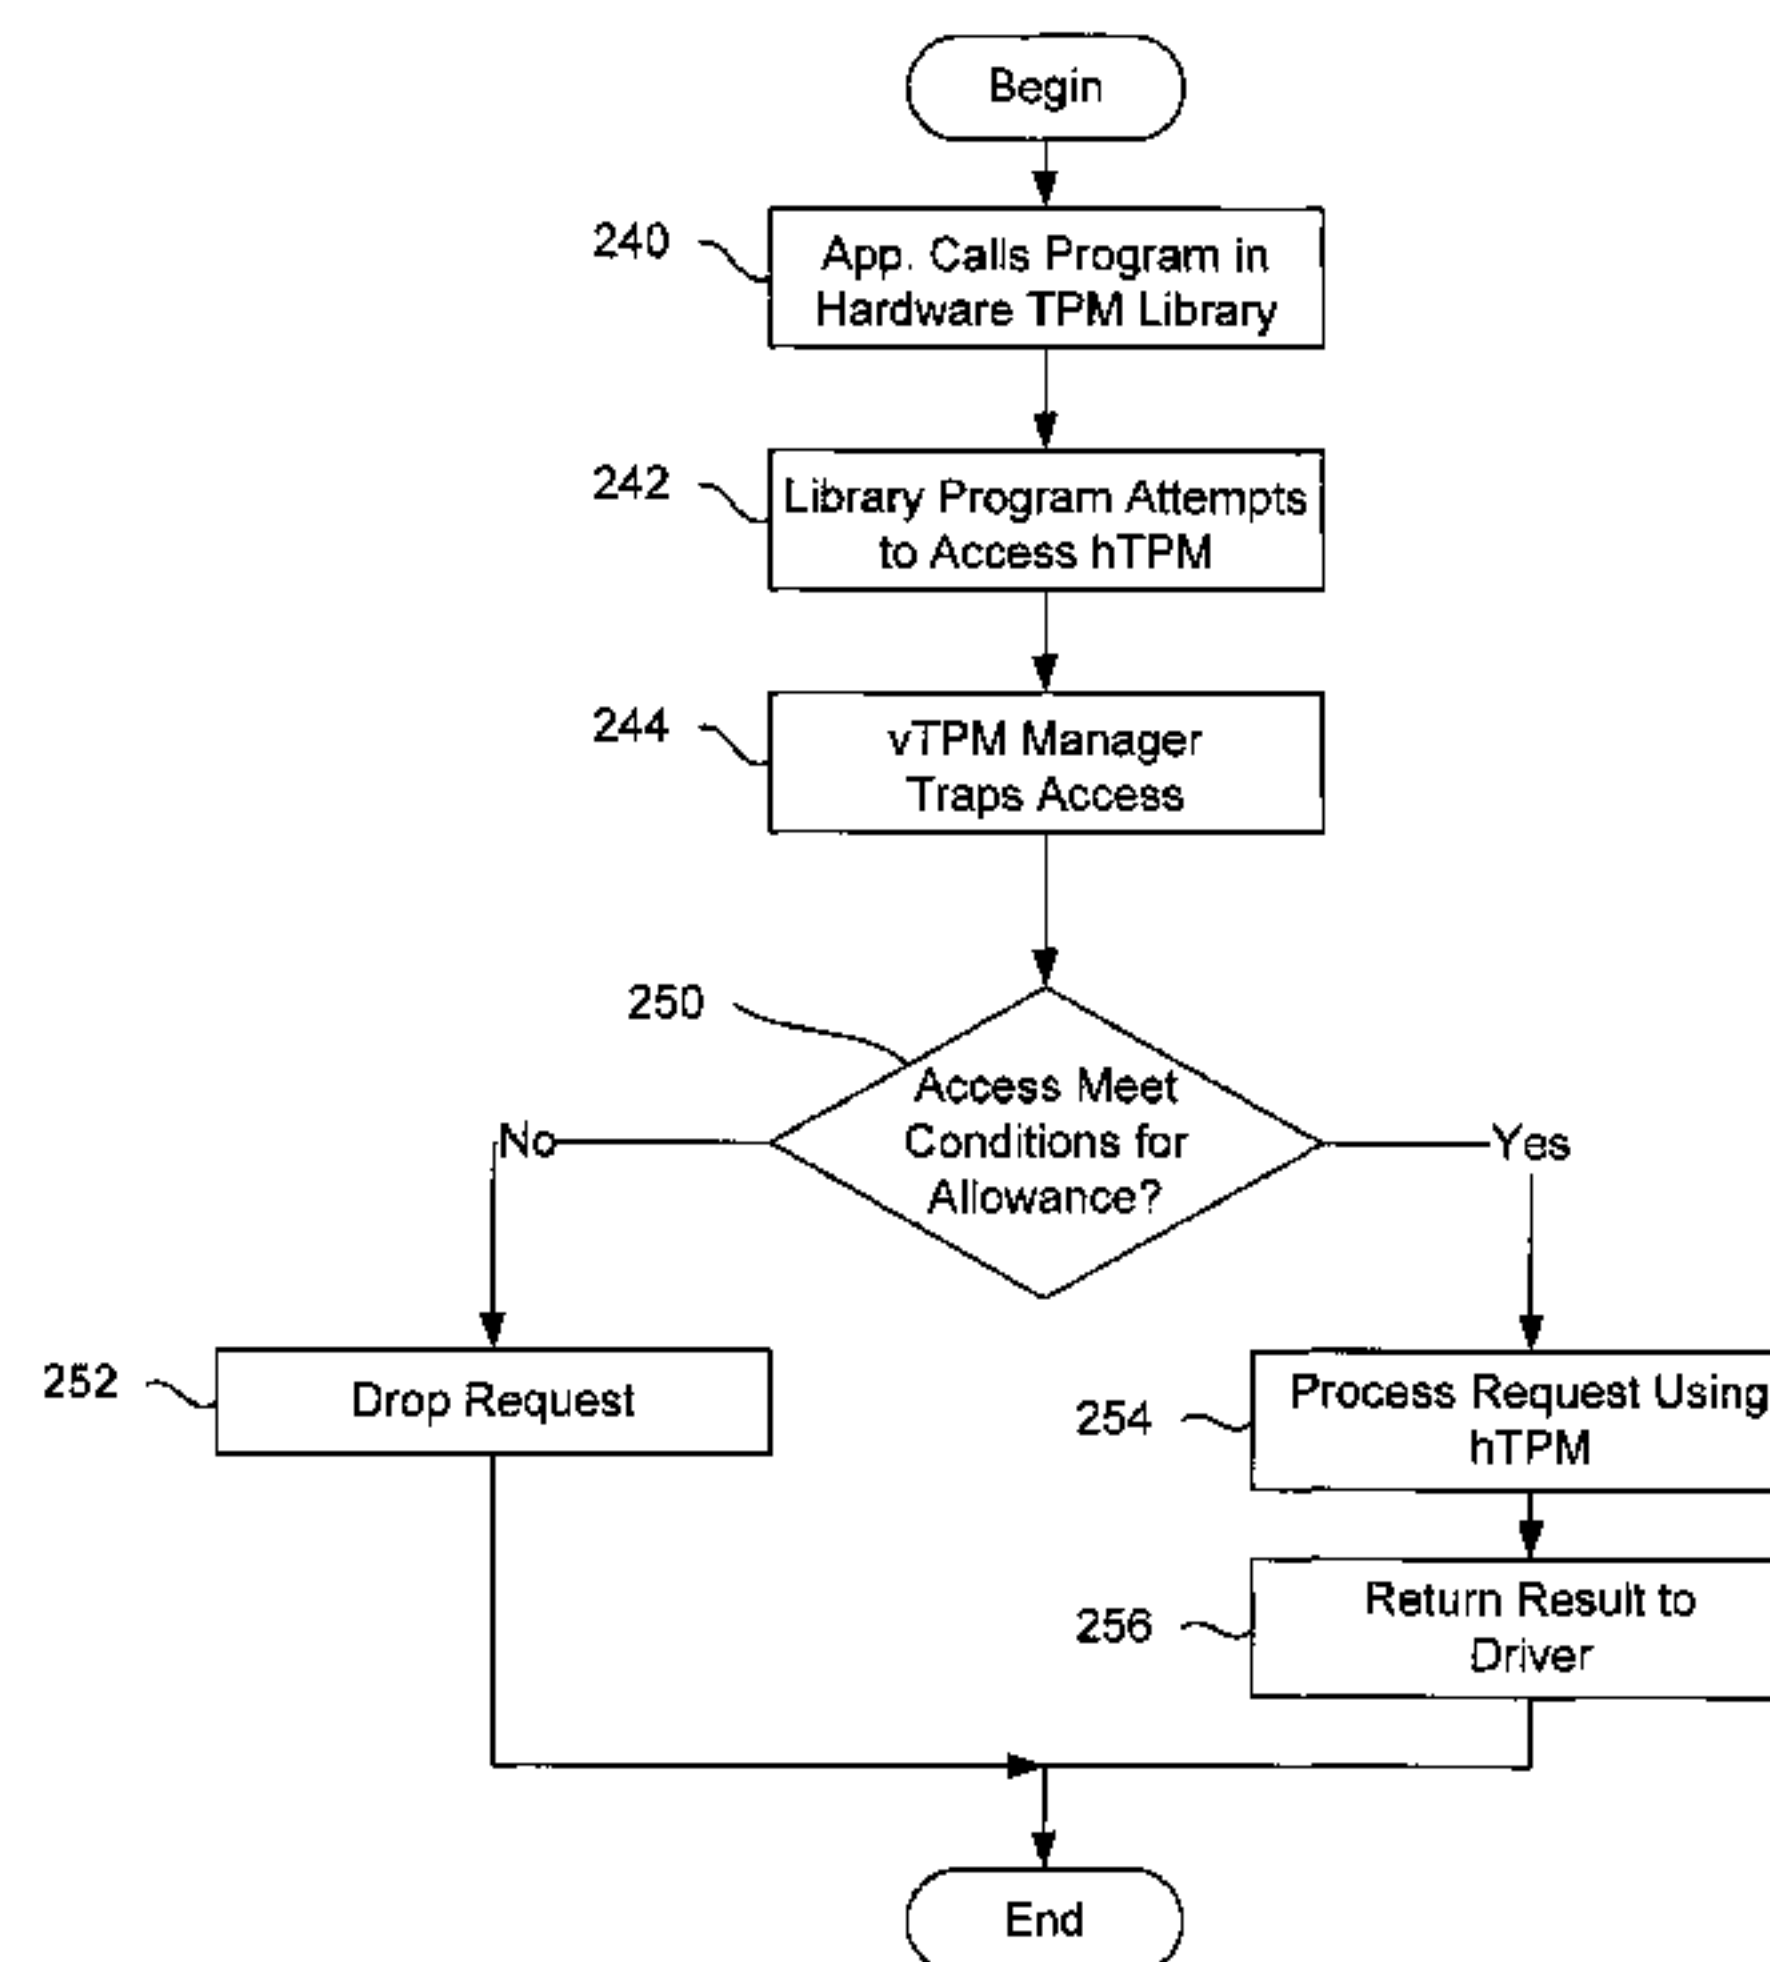 Begin
240
App. Calls Program in
Hardware TPM Library
242
Library Program Attempts
to Access hTPM
244
vTPM Manager
Traps Access
250
Access Meet
Conditions for
Allowance?
No
Yes
252
Drop Request
254
Process Request Using
hTPM
256
Return Result to
Driver
End